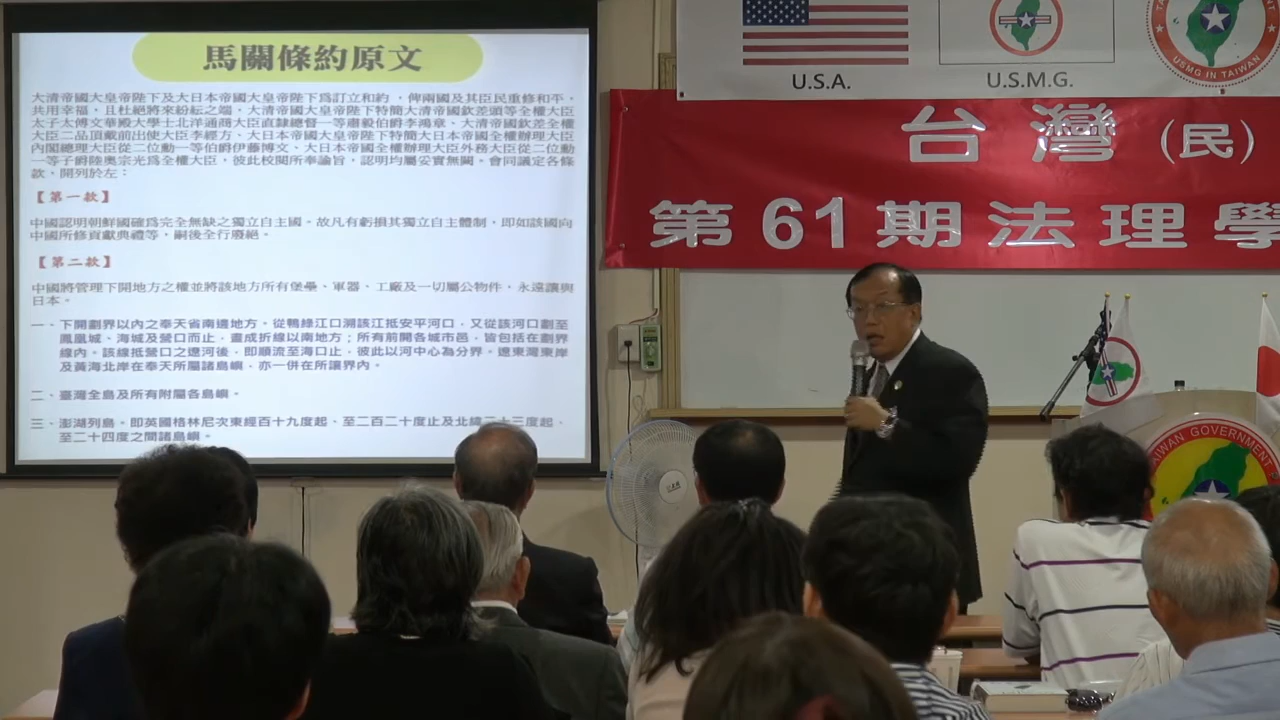 馬關條約原文
大清帝國大皇帝陛下及大日本帝國大皇帝陛下爲訂立和約，俾兩國及其臣民重修和平，
共用幸福，且杜絕將來紛紜之端，大清帝國大皇帝陛下特簡大清帝國欽差頭等全權大臣
太子太傅文華殿大學士北洋通商大臣直隸總督一等肅毅伯爵李鴻章、大清帝國欽差全權
大臣二品頂戴前出使大臣李經方、大日本帝國大皇帝陛下特簡大日本帝國全權辦理大臣
內閣總理大臣從二位勳一等伯爵伊藤博文、大日本帝國全權辦理大臣外務大臣從二位勳
一等子爵陸奧宗光爲全權大臣，彼此校閱所奉諭旨，認明均屬妥實無闕。會同議定各條
款，開列於左：
【第一款】
中國認明朝鮮國確爲完全無缺之獨立自主國。故凡有虧損其獨立自主體制，即如該國向
中國所修貢獻典禮等，嗣後全行廢絕。
【第二款】
中國將管理下開地方之權並將該地方所有堡壘、軍器、工廠及一切屬公物件，永遠讓與
日本。
一、下開劃界以內之奉天省南邊地方。從鴨綠江口溯該江抵安平河口，又從該河口劃至
鳳凰城、海城及營口而止，畫成折線以南地方；所有前開各城市邑，皆包括在劃界
線內。該線抵營口之遼河後，即順流至海口止，彼此以河中心為分界。遼東灣東岸
及黃海北岸在奉天所屬諸島嶼，亦一併在所讓界內。
二、臺灣全島及所有附屬各島嶼。
三、澎湖列島。即英國格林尼次東經百十九度起、至百二十度止及北緯二十三度起、
至二十四度之間諸島嶼。
U.S.A.
U.S.M.G.
USMG IN TAIWAN
台灣(民)
第61期法理學
TAIWAN GOVERNMENT